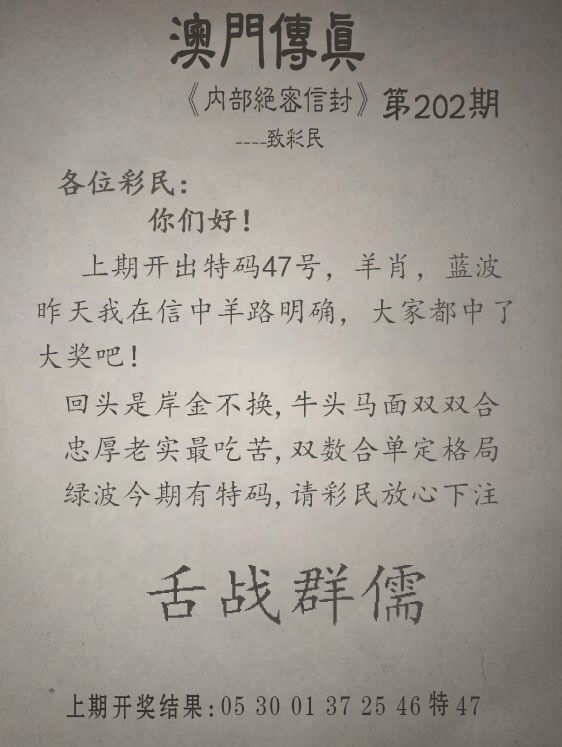 澳門傳眞
《内部絕密信封》第202期
----致彩民
各位彩民：
你们好！
上期开出特码47号，羊肖，蓝波
昨天我在信中羊路明确，大家都中了
大奖吧！
回头是岸金不换,牛头马面双双合
忠厚老实最吃苦,双数合单定格局
绿波今期有特码,请彩民放心下注
舌战群儒
上期开奖结果:05 30 01 37 25 46特47